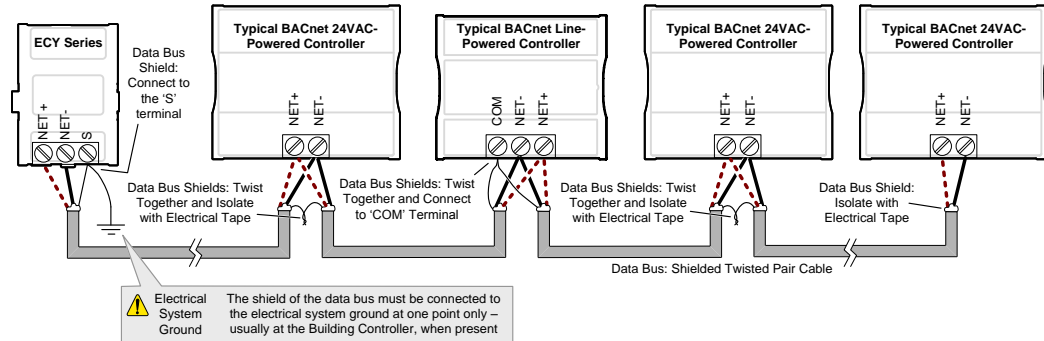 ECY Series
Data Bus
Shield:
Connect to
the 'S'
terminal
NET+
NET-
S
Typical BACnet 24VAC-
Powered Controller
NET+
NET-
Typical BACnet Line-
Powered Controller
COM
NET-
NET+
Typical BACnet 24VAC-
Powered Controller
NET+
NET-
Typical BACnet 24VAC-
Powered Controller
NET+
NET-
Data Bus Shields: Twist
Together and Isolate
with Electrical Tape
Data Bus Shields: Twist
Together and Connect
to 'COM' Terminal
Data Bus Shields: Twist
Together and Isolate
with Electrical Tape
Data Bus Shield:
Isolate with
Electrical Tape
Data Bus: Shielded Twisted Pair Cable
Electrical
System
Ground
The shield of the data bus must be connected to
the electrical system ground at one point only –
usually at the Building Controller, when present